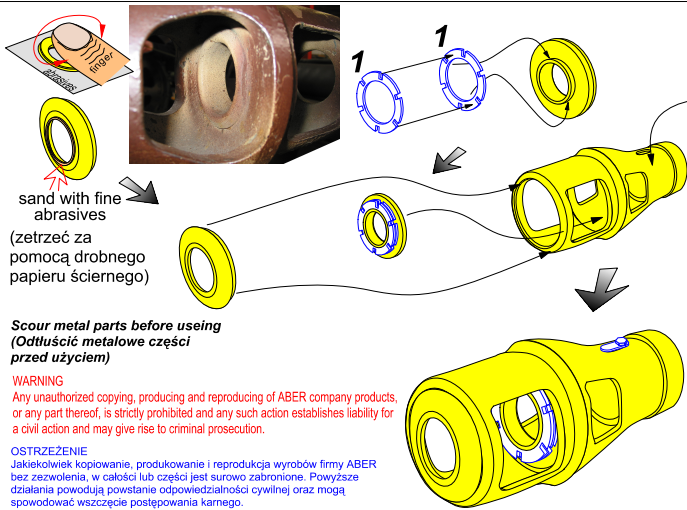 abrasives
finger
1
1
sand with fine
abrasives
(zetrzeć za
pomocą drobnego
papieru ściernego)
Scour metal parts before useing
(Odtłuścić metalowe części
przed użyciem)
WARNING
Any unauthorized copying, producing and reproducing of ABER company products,
or any part thereof, is strictly prohibited and any such action establishes liability for
a civil action and may give rise to criminal prosecution.
OSTRZEŻENIE
Jakiekolwiek kopiowanie, produkowanie i reprodukcja wyrobów firmy ABER
bez zezwolenia, w całości lub części jest surowo zabronione. Powyższe
działania powodują powstanie odpowiedzialności cywilnej oraz mogą
spowodować wszczęcie postępowania karnego.